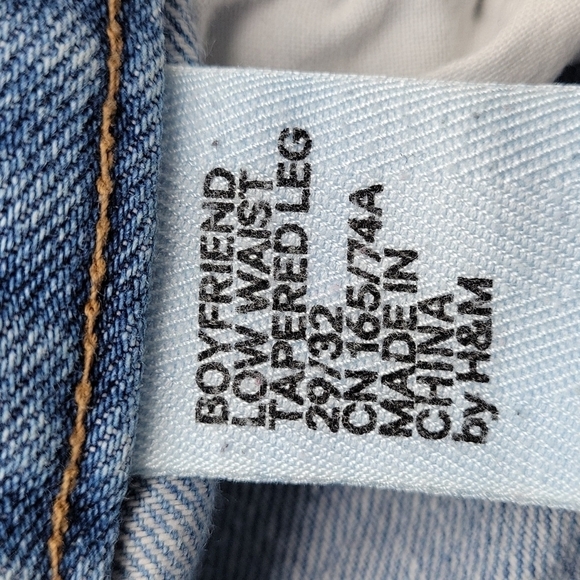 BOYFRIEND
LOW WAIST
TAPERED LEG
29/32
CN 165/74A
MADE IN
CHINA
by H&M